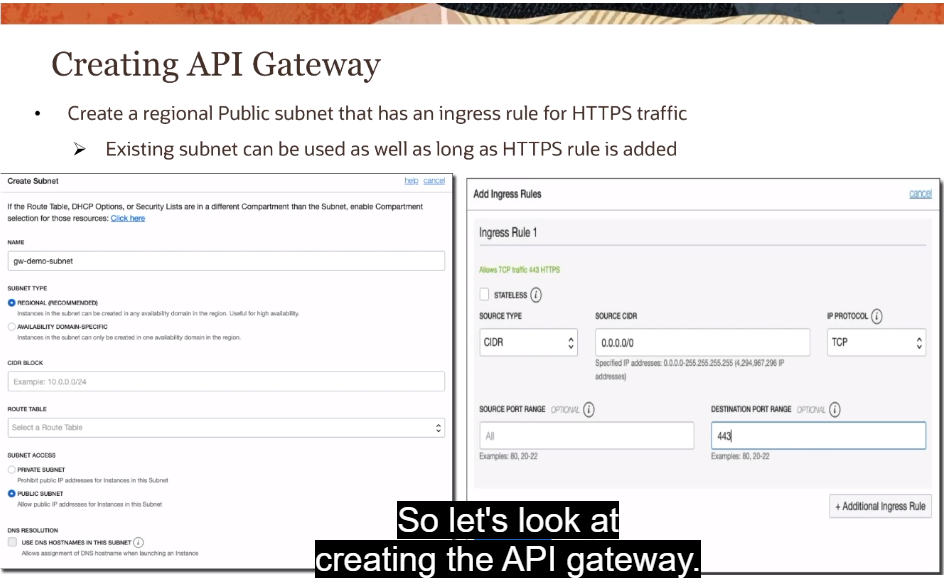 Creating API Gateway
• Create a regional Public subnet that has an ingress rule for HTTPS traffic
➢ Existing subnet can be used as well as long as HTTPS rule is added
Create Subnet
help cancel
If the Route Table, DHCP Options, or Security Lists are in a different Compartment than the Subnet, enable Compartment
selection for those resources: Click here
NAME
gw-demo-subnet
SUBNET TYPE
REGIONAL (RECOMMENDED)
Instances in the subnet can be created in any availability domain in the region. Useful for high availability.
AVAILABILITY DOMAIN-SPECIFIC
Instances in the subnet can only be created in one availability domain in the region.
CIDR BLOCK
Example: 10.0.0.0/24
ROUTE TABLE
Select a Route Table
SUBNET ACCESS
PRIVATE SUBNET
Prohibit public IP addresses for Instances in this Subnet
PUBLIC SUBNET
Allow public IP addresses for Instances in this Subnet
DNS RESOLUTION
USE DNS HOSTNAMES IN THIS SUBNET i
Allows assignment of DNS hostname when launching an Instance
Add Ingress Rules
cancel
Ingress Rule 1
Allows TCP traffic 443 HTTPS
STATELESS i
SOURCE TYPE
SOURCE CIDR
IP PROTOCOL i
CIDR
0.0.0.0/0
TCP
Specified IP addresses: 0.0.0.0-255.255.255.255 (4,294,967,296 IP
addresses)
SOURCE PORT RANGE OPTIONAL i
DESTINATION PORT RANGE OPTIONAL i
All
443
Examples: 80, 20-22
Examples: 80, 20-22
+ Additional Ingress Rule
So let's look at
creating the API gateway.